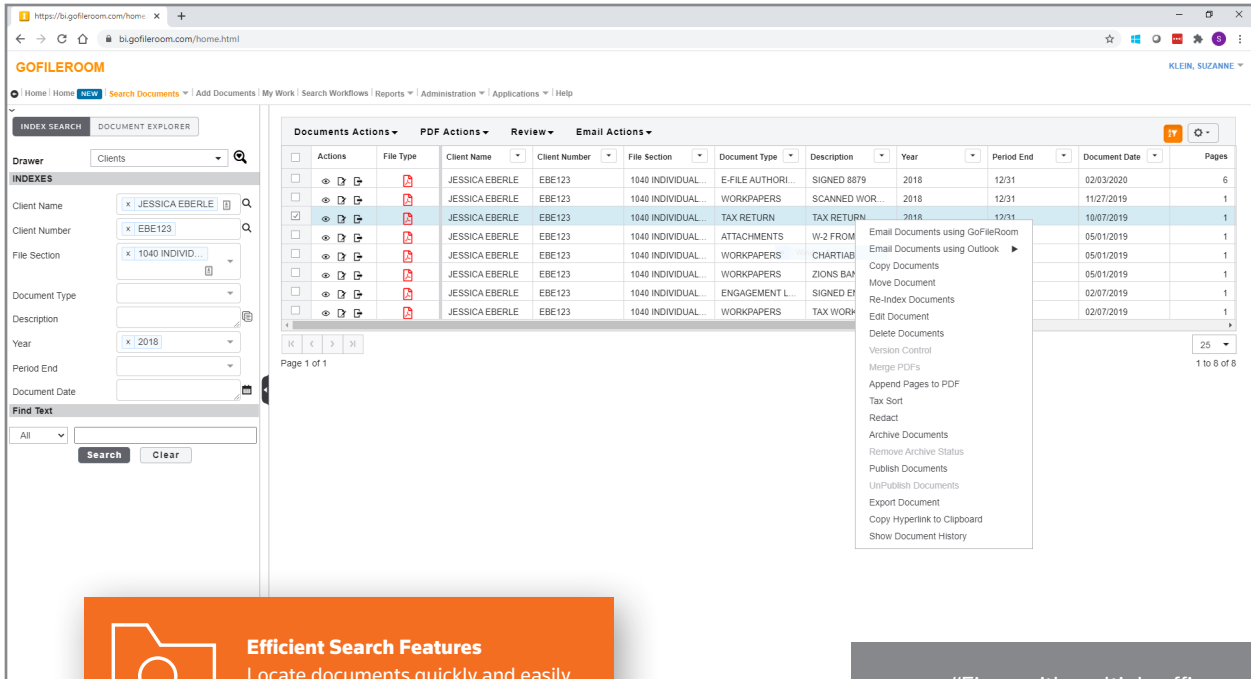 https://bi.gofileroom.com/home
bi.gofileroom.com/home.html
GOFILEROOM
KLEIN, SUZANNE
Home | Home NEW | Search Documents | Add Documents | My Work | Search Workflows | Reports | Administration | Applications | Help
INDEX SEARCH DOCUMENT EXPLORER
Drawer Clients
INDEXES
Client Name × JESSICA EBERLE
Client Number × EBE123
File Section × 1040 INDIVID...
Document Type
Description
Year × 2018
Period End
Document Date
Find Text
All
Search Clear
Documents Actions PDF Actions Review Email Actions
Actions File Type Client Name Client Number File Section Document Type Description Year Period End Document Date Pages
JESSICA EBERLE EBE123 1040 INDIVIDUAL... E-FILE AUTHORI... SIGNED 8879 2018 12/31 02/03/2020 6
JESSICA EBERLE EBE123 1040 INDIVIDUAL... WORKPAPERS SCANNED WOR... 2018 12/31 11/27/2019 1
JESSICA EBERLE EBE123 1040 INDIVIDUAL... TAX RETURN TAX RETURN 2018 12/31 10/07/2019 1
JESSICA EBERLE EBE123 1040 INDIVIDUAL... ATTACHMENTS W-2 FROM 05/01/2019 1
JESSICA EBERLE EBE123 1040 INDIVIDUAL... WORKPAPERS CHARTIAB 05/01/2019 1
JESSICA EBERLE EBE123 1040 INDIVIDUAL... WORKPAPERS ZIONS BAN 05/01/2019 1
JESSICA EBERLE EBE123 1040 INDIVIDUAL... ENGAGEMENT L... SIGNED EN 02/07/2019 1
JESSICA EBERLE EBE123 1040 INDIVIDUAL... WORKPAPERS TAX WORK 02/07/2019 1
25
Page 1 of 1
1 to 8 of 8
Email Documents using GoFileRoom
Email Documents using Outlook
Copy Documents
Move Document
Re-Index Documents
Edit Document
Delete Documents
Version Control
Merge PDFs
Append Pages to PDF
Tax Sort
Redact
Archive Documents
Remove Archive Status
Publish Documents
UnPublish Documents
Export Document
Copy Hyperlink to Clipboard
Show Document History
Efficient Search Features
Locate documents quickly and easily